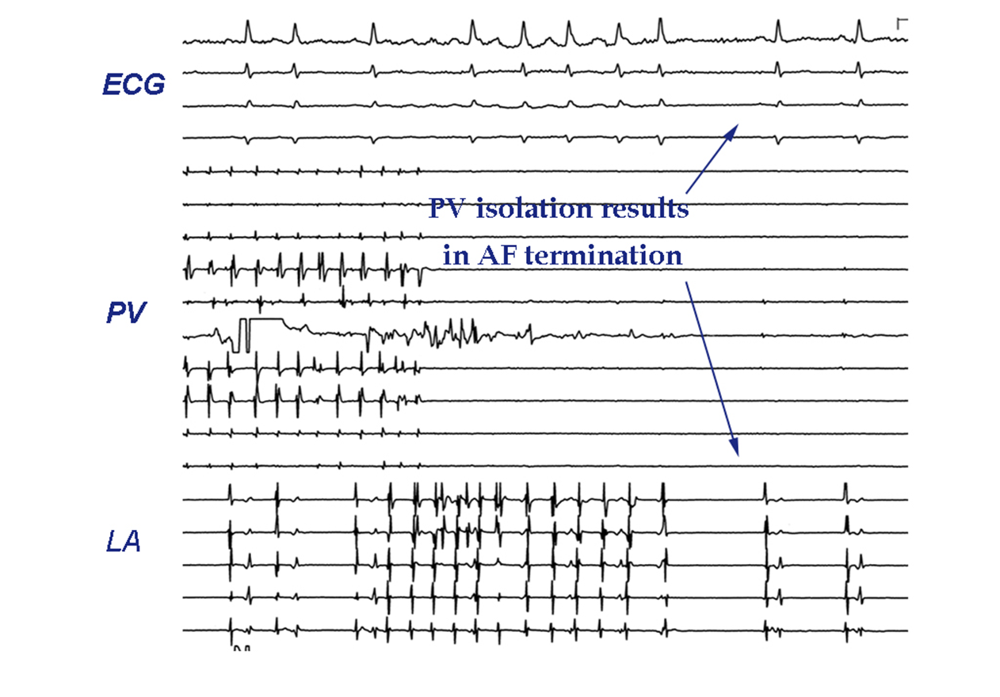 ECG
PV isolation results
in AF termination
PV
LA